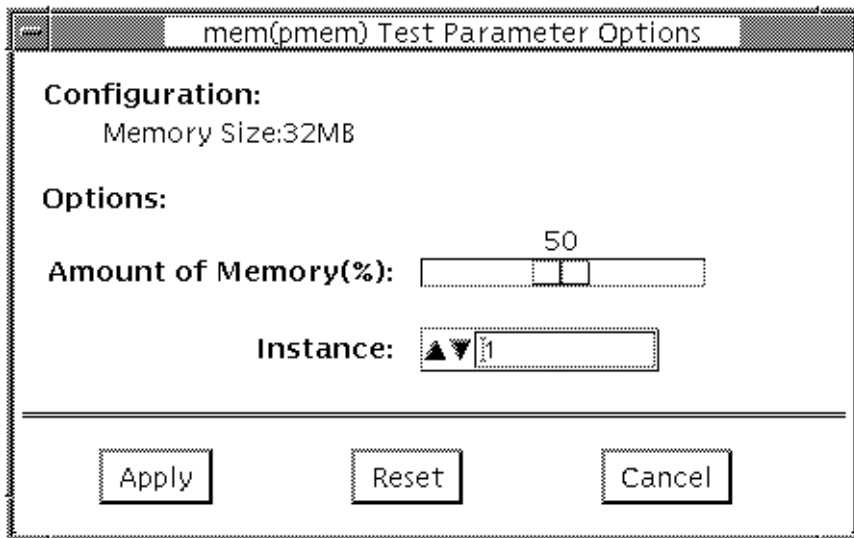 mem(pmem) Test Parameter Options
Configuration:
Memory Size:32MB
Options:
50
Amount of Memory(%):
Instance: 1
Apply Reset Cancel